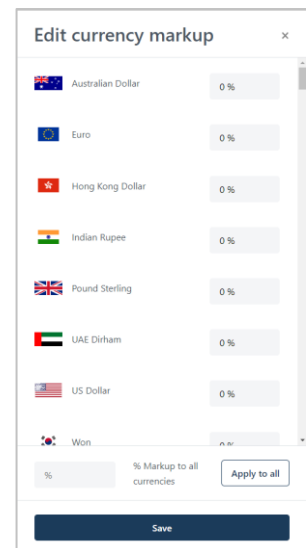 Edit currency markup ×
Australian Dollar 0 %
Euro 0 %
Hong Kong Dollar 0 %
Indian Rupee 0 %
Pound Sterling 0 %
UAE Dirham 0 %
US Dollar 0 %
Won 0 %
% % Markup to all
currencies Apply to all
Save